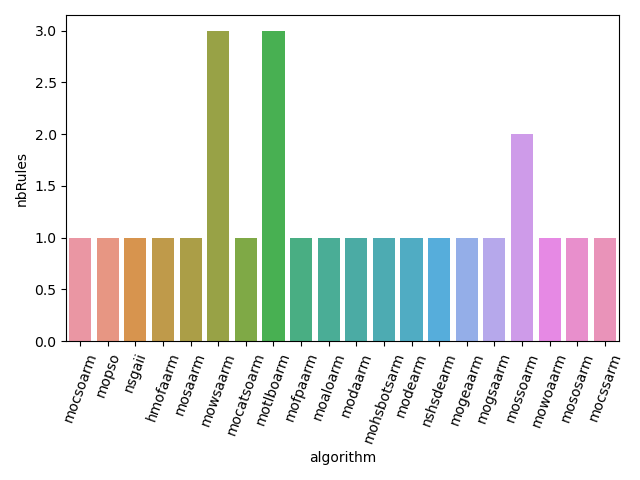 3.0
2.5
2.0
1.5
1.0
0.5
0.0
nbRules
mocsoarm
mopso
nsgaii
hmofaarm
mosaarm
mowsaarm
mocatsoarm
motlboarm
mofpaarm
moaloarm
modaarm
mohsbotsarm
modearm
nshsdearm
mogeaarm
mogsaarm
mossoarm
mowoaarm
mososarm
mocssarm
algorithm